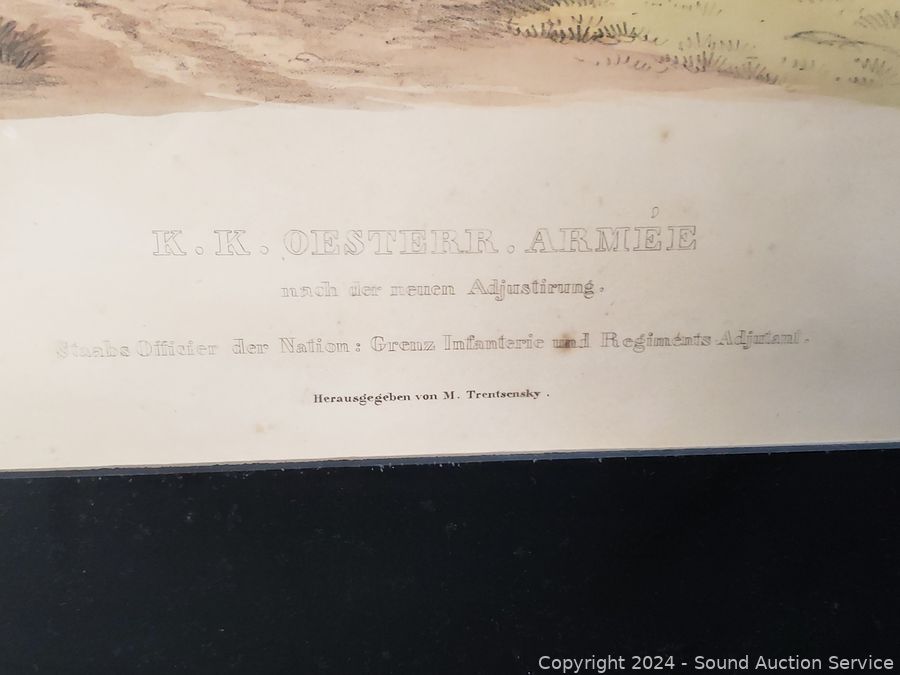 K. K. OESTERR. ARMÉE
nach der neuen Adjustirung.
Staabs Officier der Nation: Grenz Infanterie und Regiments Adjutant.
Herausgegeben von M. Trentsensky.
Copyright 2024 - Sound Auction Service